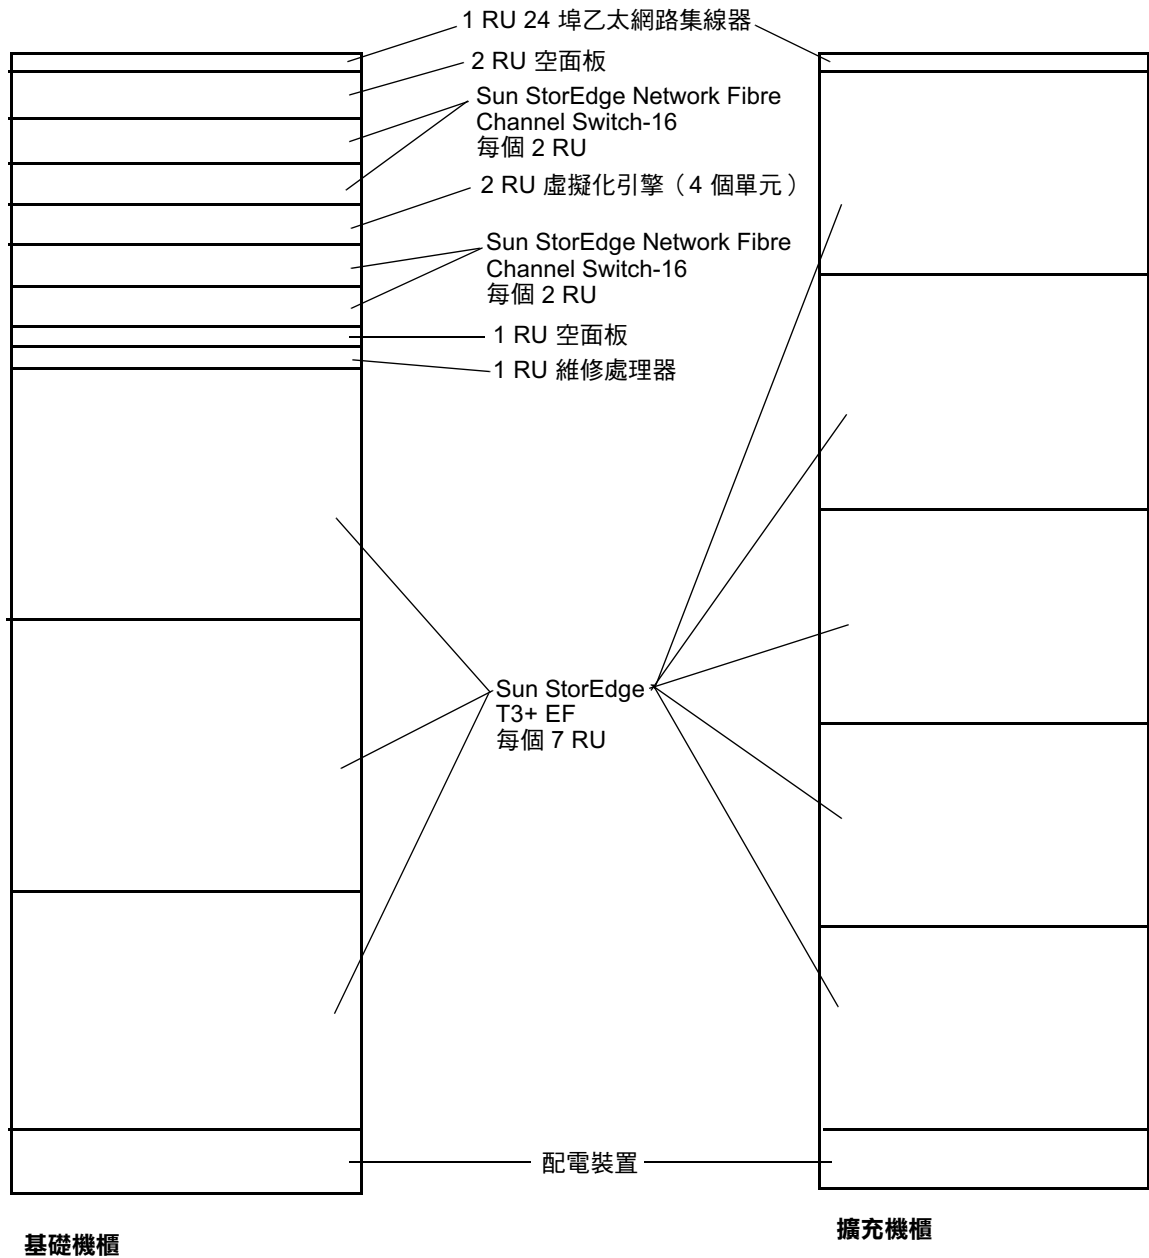 1 RU 24 埠乙太網路集線器
2 RU 空面板
Sun StorEdge Network Fibre
Channel Switch-16
每個 2 RU
2 RU 虛擬化引擎（4 個單元）
Sun StorEdge Network Fibre
Channel Switch-16
每個 2 RU
1 RU 空面板
1 RU 維修處理器
Sun StorEdge
T3+ EF
每個 7 RU
配電裝置
基礎機櫃
擴充機櫃